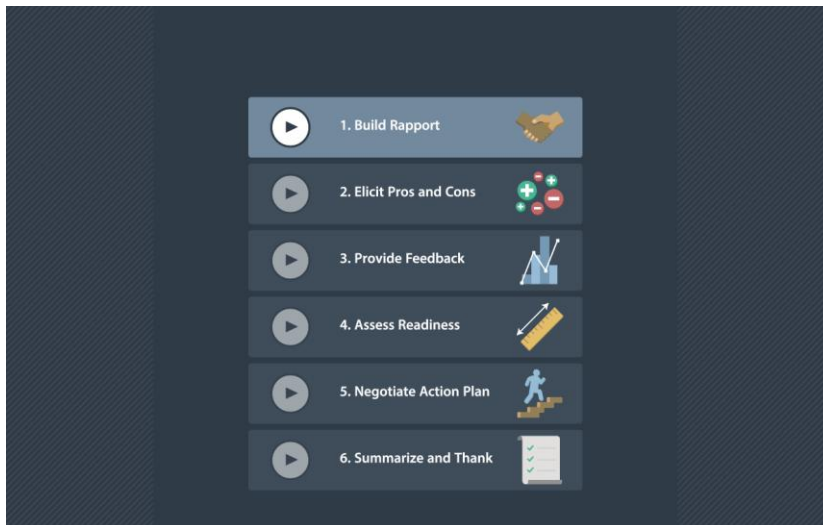 1. Build Rapport
2. Elicit Pros and Cons
3. Provide Feedback
4. Assess Readiness
5. Negotiate Action Plan
6. Summarize and Thank